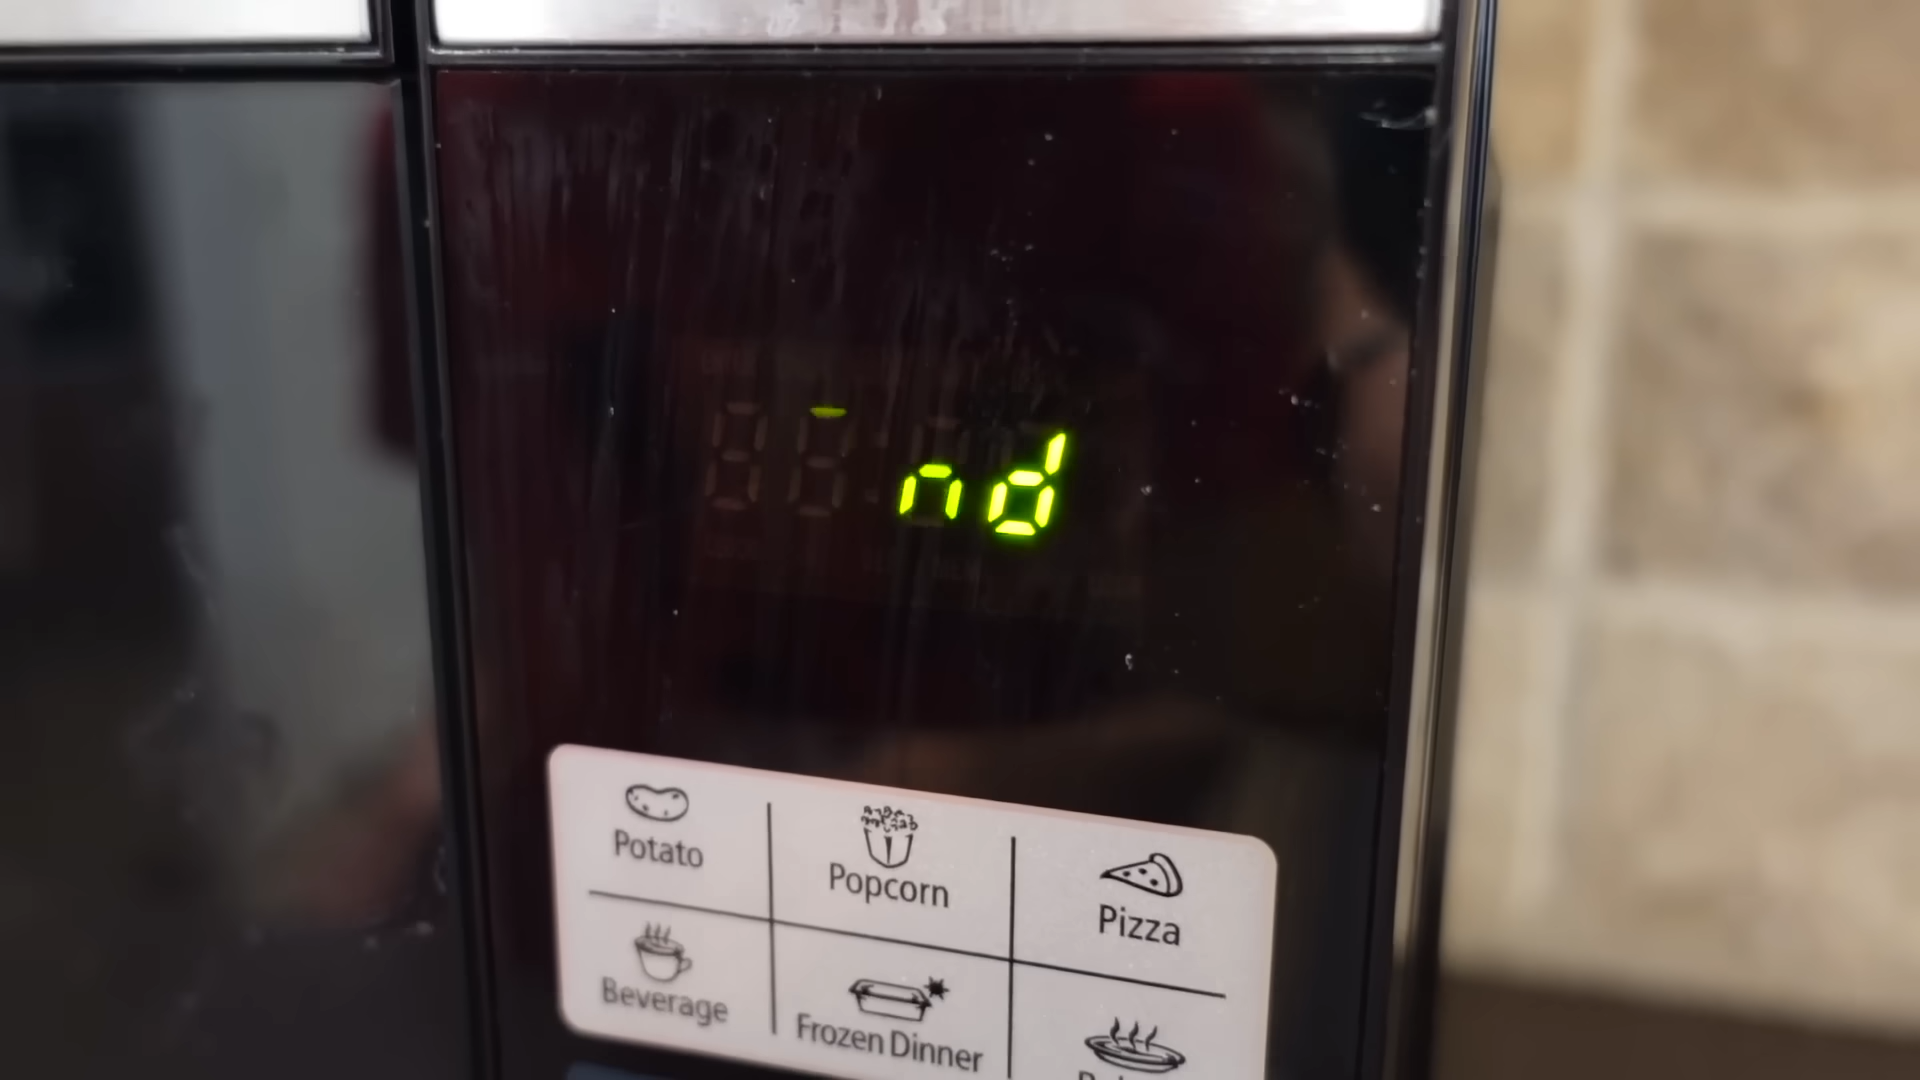 nd
Potato
Popcorn
Pizza
Beverage
Frozen Dinner